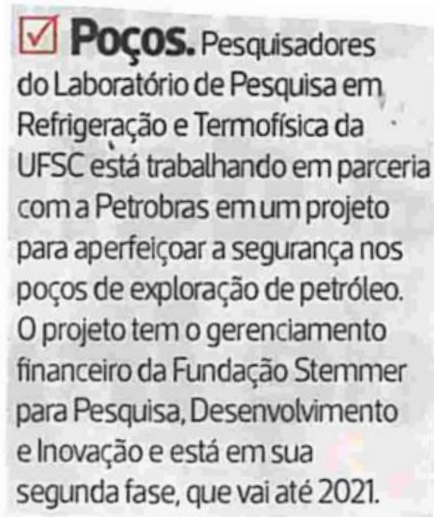 Poços. Pesquisadores
do Laboratório de Pesquisa em
Refrigeração e Termofísica da
UFSC está trabalhando em parceria
com a Petrobras em um projeto
para aperfeiçoar a segurança nos
poços de exploração de petróleo.
O projeto tem o gerenciamento
financeiro da Fundação Stemmer
para Pesquisa, Desenvolvimento
e Inovação e está em sua
segunda fase, que vai até 2021.